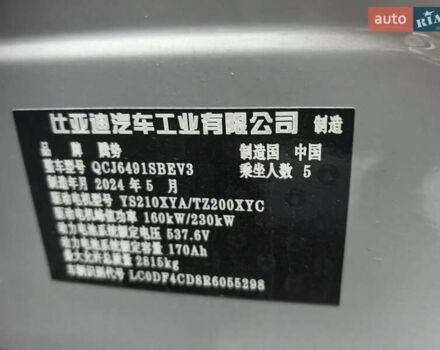 auto RIA
比亚迪汽车工业有限公司 制造
品 牌 腾势 制造国 中国
整车型号 QCJ6491SBEV3 乘坐人数 5
制造年月 2024 年 5 月
驱动电机型号 YS210XYA/TZ200XYC
驱动电机峰值功率 160kW/230kW
动力电池系统额定电压 537.6V
动力电池系统额定容量 170Ah
最大允许总质量 2815kg
车辆识别代号 LC0DF4CD8R6055298